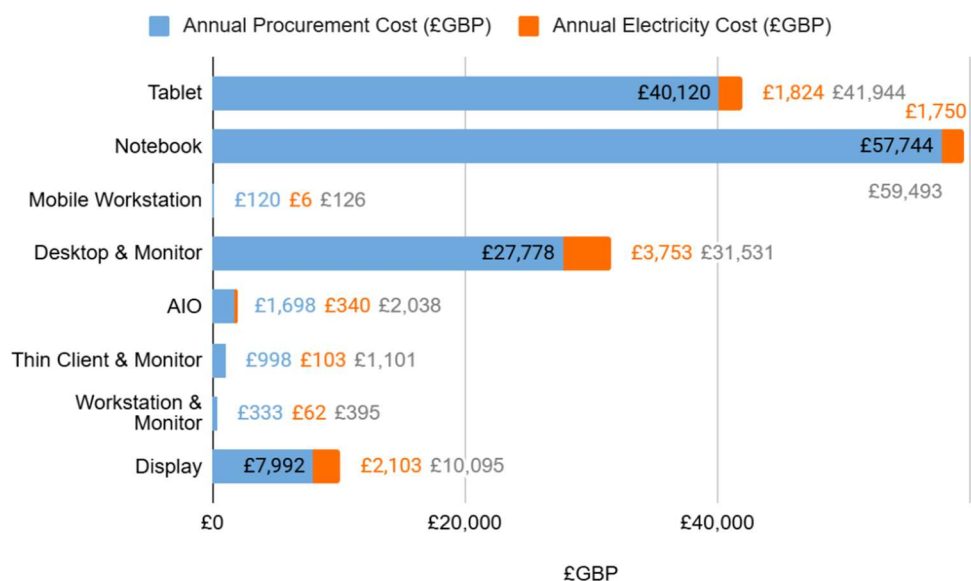 Annual Procurement Cost (£GBP) Annual Electricity Cost (£GBP)
Tablet £40,120 £1,824 £41,944
£1,750
Notebook £57,744
£59,493
Mobile Workstation £120 £6 £126
Desktop & Monitor £27,778 £3,753 £31,531
AIO £1,698 £340 £2,038
Thin Client & Monitor £998 £103 £1,101
Workstation &
Monitor £333 £62 £395
Display £7,992 £2,103 £10,095
£0 £20,000 £40,000
£GBP